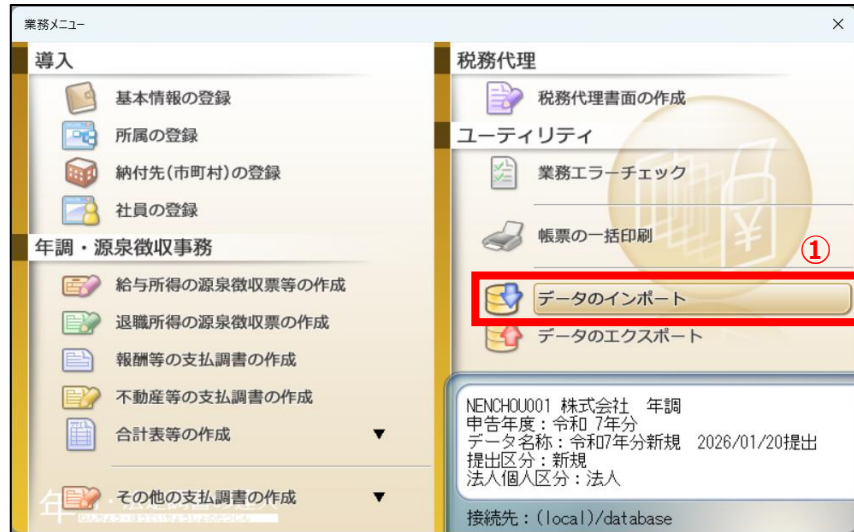 業務メニュー
導入
基本情報の登録
所属の登録
納付先(市町村)の登録
社員の登録
年調・源泉徴収事務
給与所得の源泉徴収票等の作成
退職所得の源泉徴収票の作成
報酬等の支払調書の作成
不動産等の支払調書の作成
合計表等の作成 ▼
その他の支払調書の作成 ▼
税務代理
税務代理書面の作成
ユーティリティ
業務エラーチェック
帳票の一括印刷
①
データのインポート
データのエクスポート
NENCHOU001 株式会社 年調
申告年度：令和 7年分
データ名称：令和7年分新規 2026/01/20提出
提出区分：新規
法人個人区分：法人
接続先：(local)/database